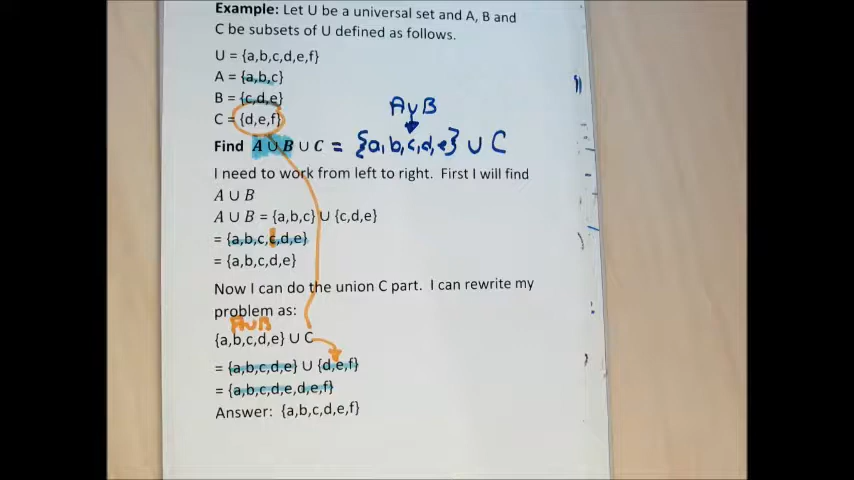 Example: Let U be a universal set and A, B and
C be subsets of U defined as follows.
U = {a,b,c,d,e,f}
A = {a,b,c}
B = {c,d,e}
A∪B
C = {d,e,f}
Find A ∪ B ∪ C = {a,b,c,d,e} ∪ C
I need to work from left to right. First I will find
A ∪ B
A ∪ B = {a,b,c} ∪ {c,d,e}
= {a,b,c,c,d,e}
= {a,b,c,d,e}
Now I can do the union C part. I can rewrite my
problem as:
A∪B
{a,b,c,d,e} ∪ C
= {a,b,c,d,e} ∪ {d,e,f}
= {a,b,c,d,e,d,e,f}
Answer: {a,b,c,d,e,f}